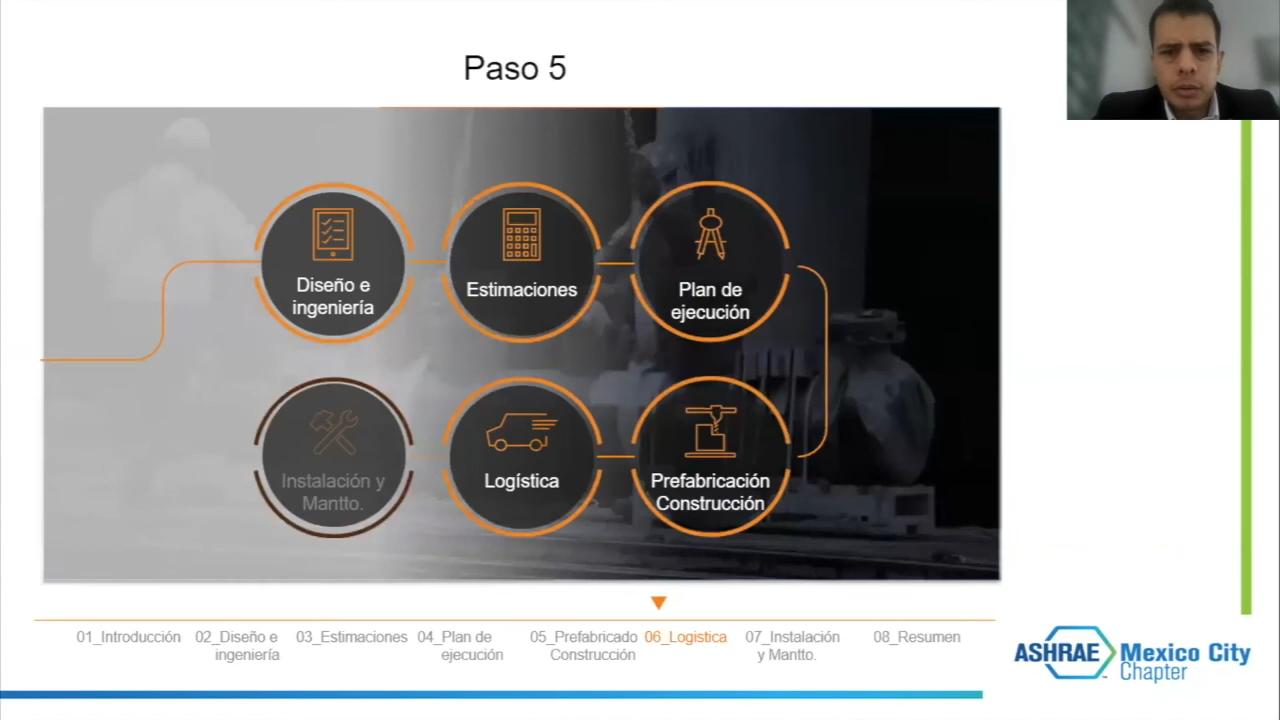 Paso 5
Diseño e
ingeniería
Estimaciones
Plan de
ejecución
Instalación y
Mantto.
Logística
Prefabricación
Construcción
01_Introducción
02_Diseño e
ingeniería
03_Estimaciones
04_Plan de
ejecución
05_Prefabricado
Construcción
06_Logistica
07_Instalación
y Mantto.
08_Resumen
ASHRAE Mexico City
Chapter